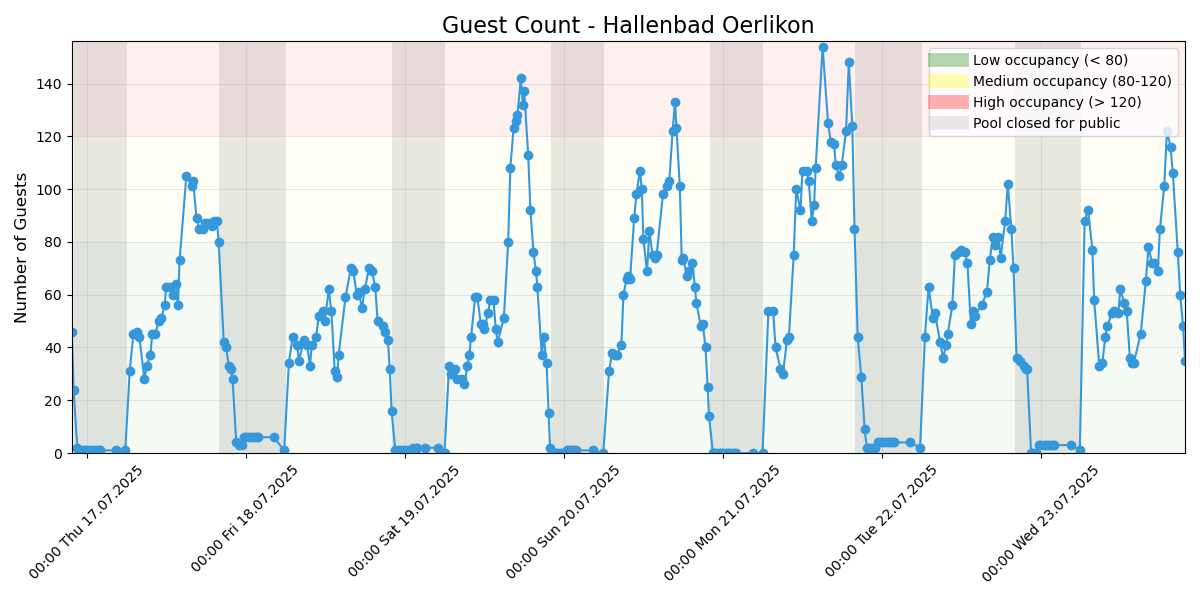 Guest Count - Hallenbad Oerlikon
Number of Guests
140
120
100
80
60
40
20
0
Low occupancy (< 80)
Medium occupancy (80-120)
High occupancy (> 120)
Pool closed for public
00:00 Thu 17.07.2025
00:00 Fri 18.07.2025
00:00 Sat 19.07.2025
00:00 Sun 20.07.2025
00:00 Mon 21.07.2025
00:00 Tue 22.07.2025
00:00 Wed 23.07.2025